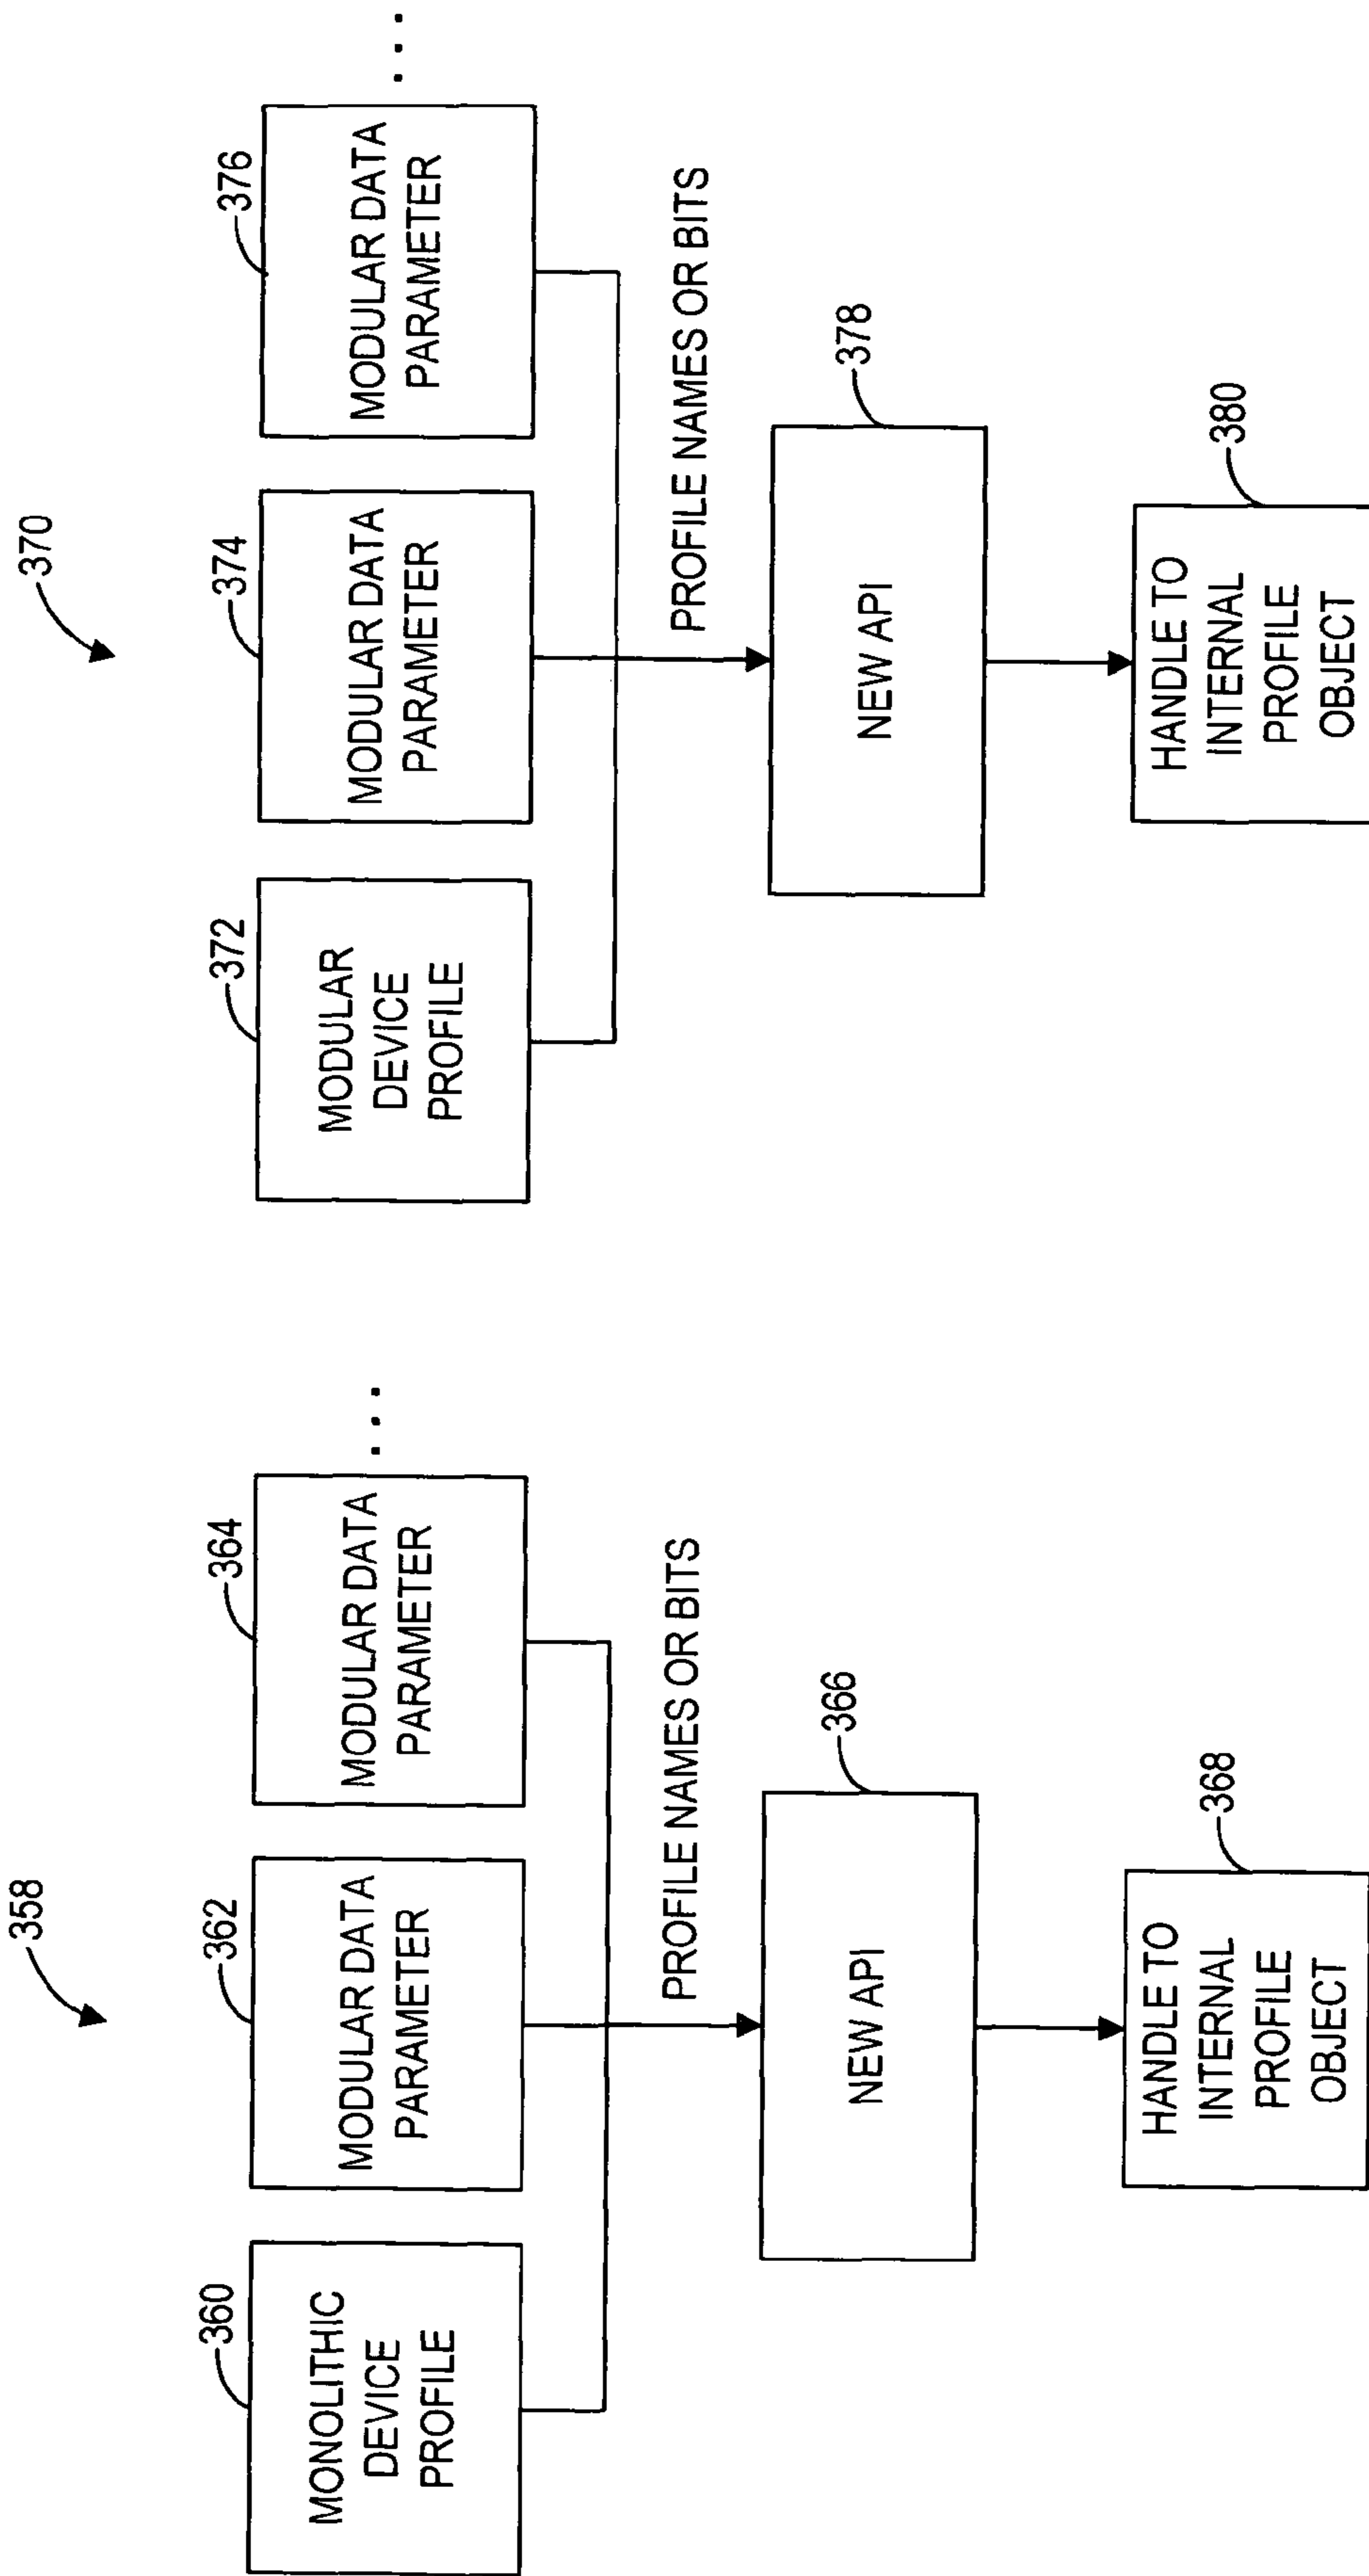 358
360
MONOLITHIC
DEVICE
PROFILE
362
MODULAR DATA
PARAMETER
364
MODULAR DATA
PARAMETER
. . .
PROFILE NAMES OR BITS
366
NEW API
368
HANDLE TO
INTERNAL
PROFILE
OBJECT
370
372
MODULAR
DEVICE
PROFILE
374
MODULAR DATA
PARAMETER
376
MODULAR DATA
PARAMETER
. . .
PROFILE NAMES OR BITS
378
NEW API
380
HANDLE TO
INTERNAL
PROFILE
OBJECT